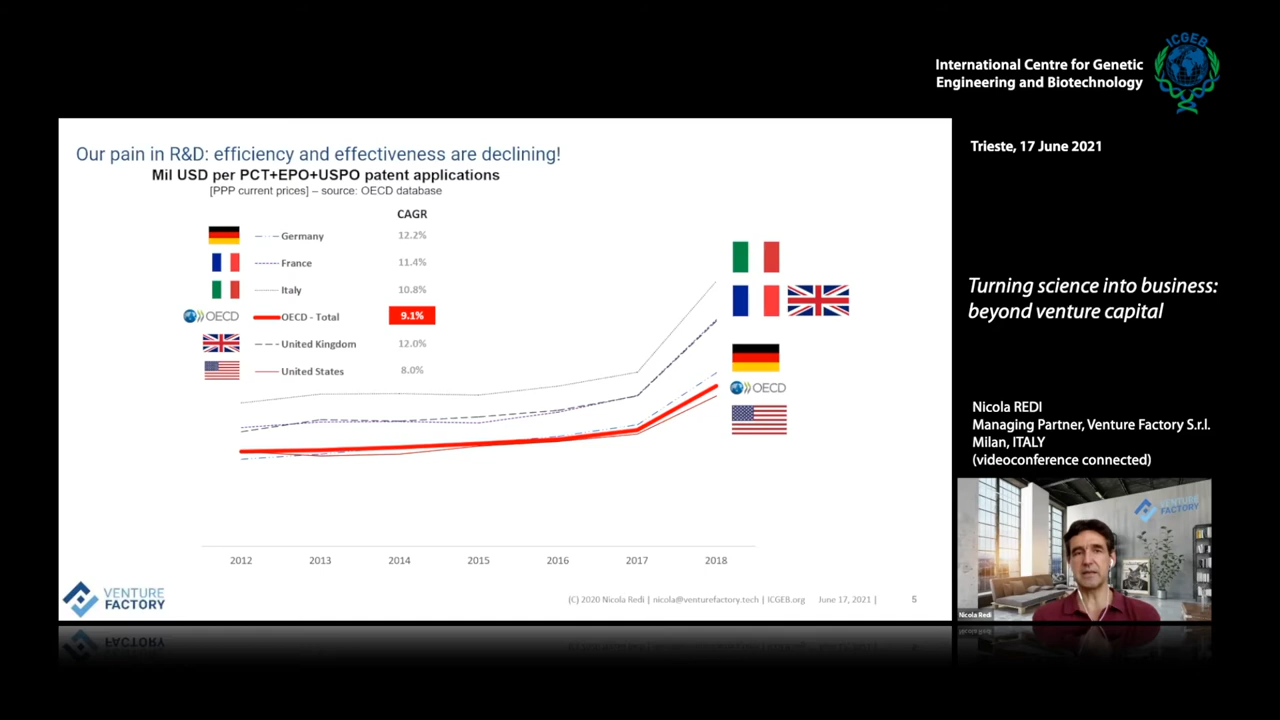 ICGEB
International Centre for Genetic
Engineering and Biotechnology
Trieste, 17 June 2021
Our pain in R&D: efficiency and effectiveness are declining!
Mil USD per PCT+EPO+USPO patent applications
[PPP current prices] – source: OECD database
CAGR
Germany 12.2%
France 11.4%
Italy 10.8%
OECD OECD - Total 9.1%
United Kingdom 12.0%
United States 8.0%
OECD
2012 2013 2014 2015 2016 2017 2018
VENTURE
FACTORY
(C) 2020 Nicola Redi | nicola@venturefactory.tech | ICGEB.org June 17, 2021 | 5
Turning science into business:
beyond venture capital
Nicola REDI
Managing Partner, Venture Factory S.r.l.
Milan, ITALY
(videoconference connected)
VENTURE
FACTORY
Nicola Redi